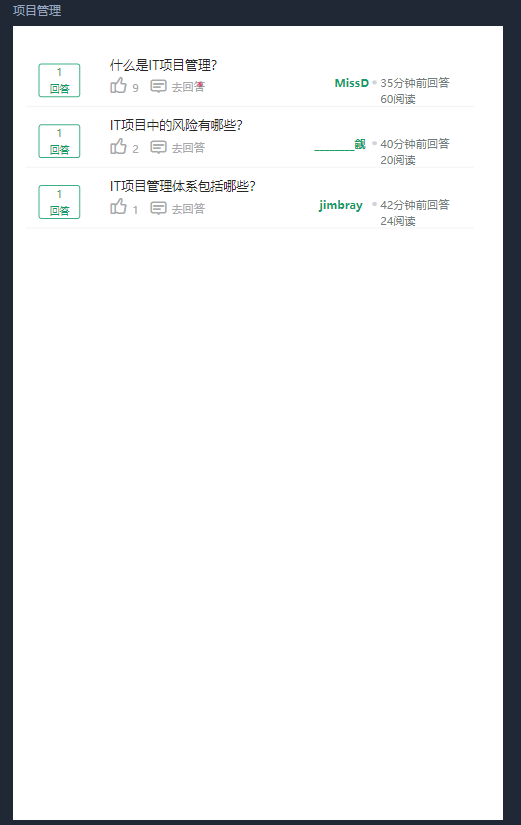 项目管理
什么是IT项目管理?
1
回答
9 去回答
MissD 35分钟前回答
60阅读
IT项目中的风险有哪些?
1
回答
2 去回答
40分钟前回答
20阅读
IT项目管理体系包括哪些?
1
回答
1 去回答
jimbray 42分钟前回答
24阅读